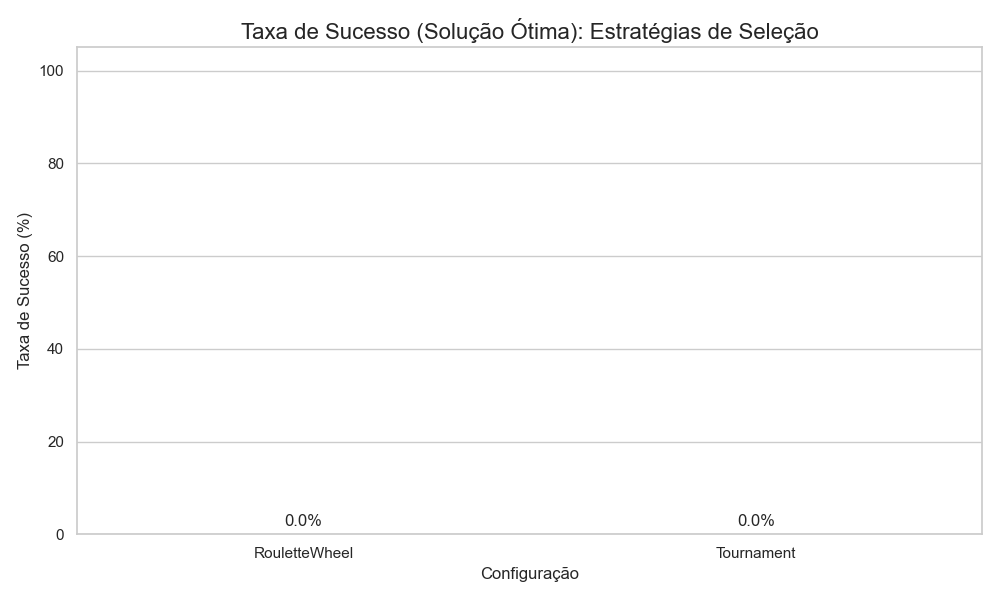 Taxa de Sucesso (Solução Ótima): Estratégias de Seleção
Taxa de Sucesso (%)
100
80
60
40
20
0
0.0%
0.0%
RouletteWheel
Tournament
Configuração